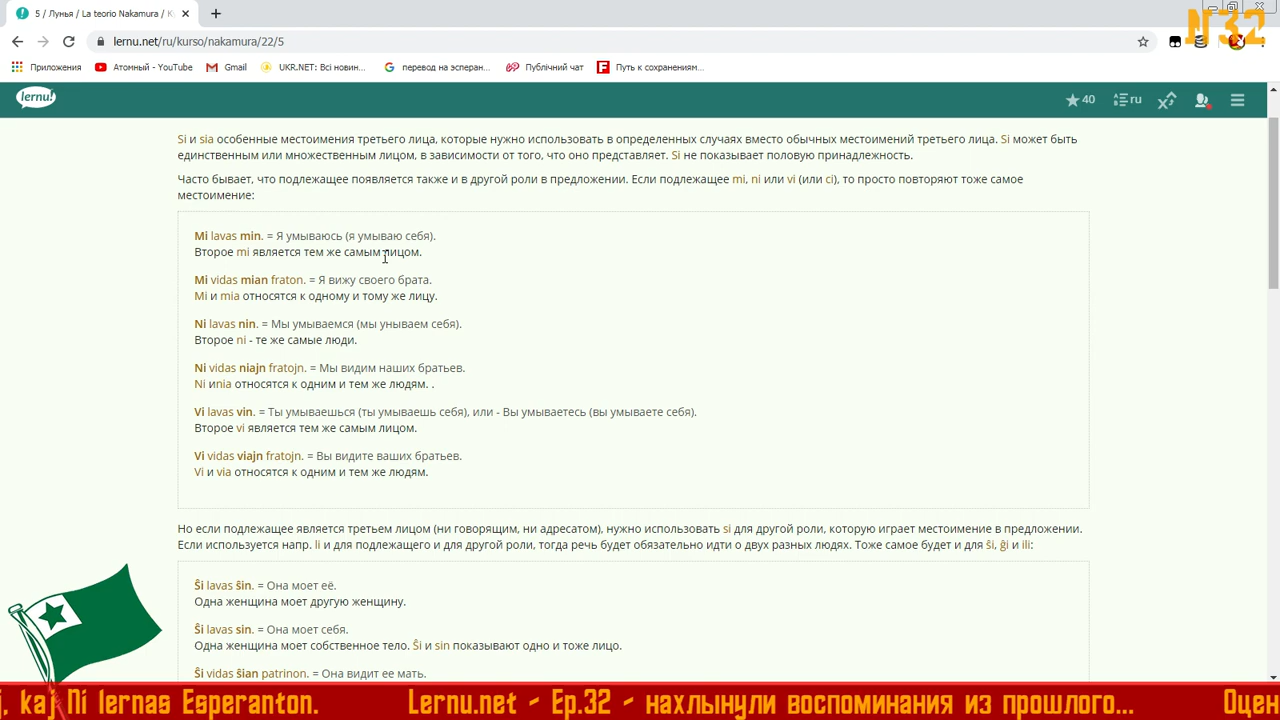 5 / Лунья / La teorio Nakamura /
N32
lernu.net/ru/kurso/nakamura/22/5
Приложения
Атомный - YouTube
Gmail
UKR.NET: Всі новин...
перевод на эсперан...
Публічний чат
Путь к сохранениям...
lernu!
40
ru
Si и sia особенные местоимения третьего лица, которые нужно использовать в определенных случаях вместо обычных местоимений третьего лица. Si может быть
единственным или множественным лицом, в зависимости от того, что оно представляет. Si не показывает половую принадлежность.
Часто бывает, что подлежащее появляется также и в другой роли в предложении. Если подлежащее mi, ni или vi (или ci), то просто повторяют тоже самое
местоимение:
Mi lavas min. = Я умываюсь (я умываю себя).
Второе mi является тем же самым лицом.
Mi vidas mian fraton. = Я вижу своего брата.
Mi и mia относятся к одному и тому же лицу.
Ni lavas nin. = Мы умываемся (мы унываем себя).
Второе ni - те же самые люди.
Ni vidas niajn fratojn. = Мы видим наших братьев.
Ni иnia относятся к одним и тем же людям. .
Vi lavas vin. = Ты умываешься (ты умываешь себя), или - Вы умываетесь (вы умываете себя).
Второе vi является тем же самым лицом.
Vi vidas viajn fratojn. = Вы видите ваших братьев.
Vi и via относятся к одним и тем же людям.
Но если подлежащее является третьем лицом (ни говорящим, ни адресатом), нужно использовать si для другой роли, которую играет местоимение в предложении.
Если используется напр. li и для подлежащего и для другой роли, тогда речь будет обязательно идти о двух разных людях. Тоже самое будет и для ŝi, ĝi и ili:
Ŝi lavas ŝin. = Она моет её.
Одна женщина моет другую женщину.
Ŝi lavas sin. = Она моет себя.
Одна женщина моет собственное тело. Ŝi и sin показывают одно и тоже лицо.
Ŝi vidas ŝian patrinon. = Она видит ее мать.
j, kaj Ni lernas Esperanton. Lernu.net - Ep.32 - нахлынули воспоминания из прошлого... Оцен